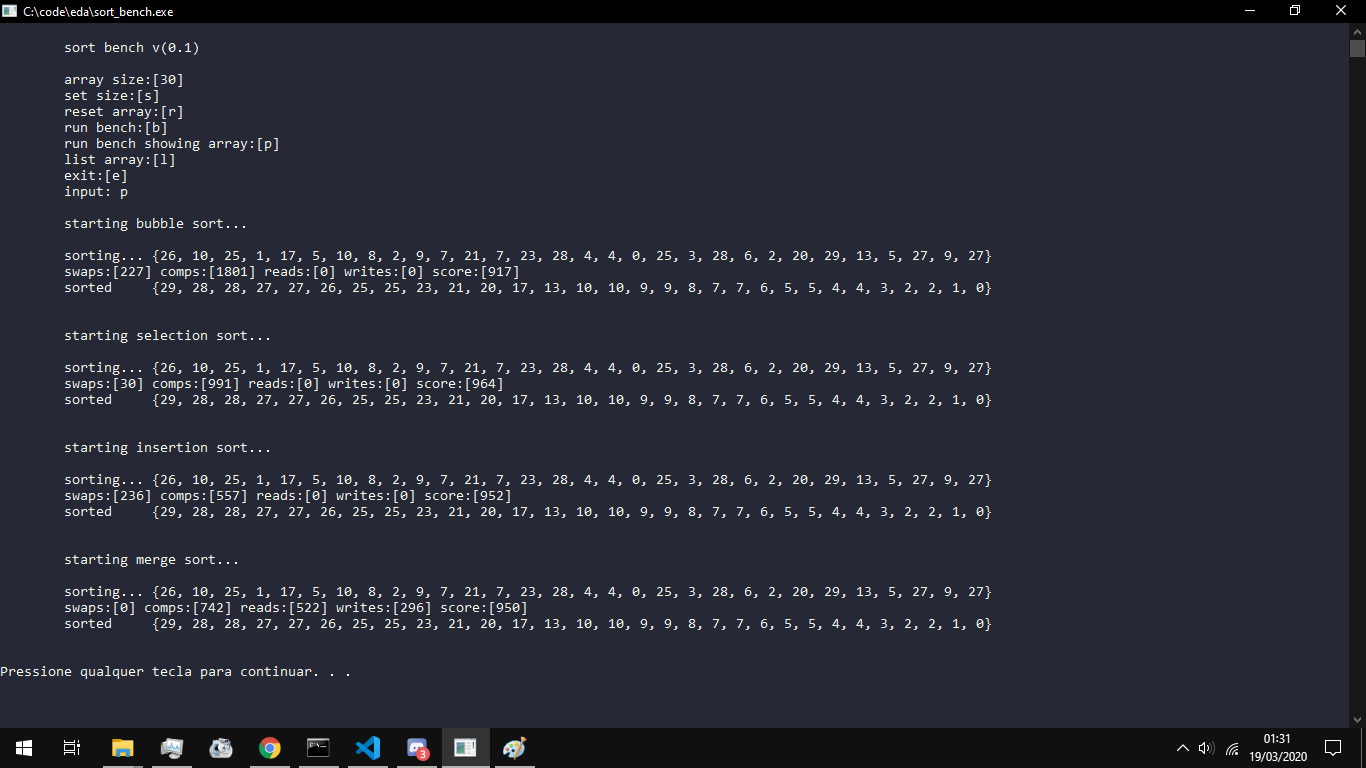 C:\code\eda\sort_bench.exe
sort bench v(0.1)
array size:[30]
set size:[s]
reset array:[r]
run bench:[b]
run bench showing array:[p]
list array:[l]
exit:[e]
input: p
starting bubble sort...
sorting... {26, 10, 25, 1, 17, 5, 10, 8, 2, 9, 7, 21, 7, 23, 28, 4, 4, 0, 25, 3, 28, 6, 2, 20, 29, 13, 5, 27, 9, 27}
swaps:[227] comps:[1801] reads:[0] writes:[0] score:[917]
sorted {29, 28, 28, 27, 27, 26, 25, 25, 23, 21, 20, 17, 13, 10, 10, 9, 9, 8, 7, 7, 6, 5, 5, 4, 4, 3, 2, 2, 1, 0}
starting selection sort...
sorting... {26, 10, 25, 1, 17, 5, 10, 8, 2, 9, 7, 21, 7, 23, 28, 4, 4, 0, 25, 3, 28, 6, 2, 20, 29, 13, 5, 27, 9, 27}
swaps:[30] comps:[991] reads:[0] writes:[0] score:[964]
sorted {29, 28, 28, 27, 27, 26, 25, 25, 23, 21, 20, 17, 13, 10, 10, 9, 9, 8, 7, 7, 6, 5, 5, 4, 4, 3, 2, 2, 1, 0}
starting insertion sort...
sorting... {26, 10, 25, 1, 17, 5, 10, 8, 2, 9, 7, 21, 7, 23, 28, 4, 4, 0, 25, 3, 28, 6, 2, 20, 29, 13, 5, 27, 9, 27}
swaps:[236] comps:[557] reads:[0] writes:[0] score:[952]
sorted {29, 28, 28, 27, 27, 26, 25, 25, 23, 21, 20, 17, 13, 10, 10, 9, 9, 8, 7, 7, 6, 5, 5, 4, 4, 3, 2, 2, 1, 0}
starting merge sort...
sorting... {26, 10, 25, 1, 17, 5, 10, 8, 2, 9, 7, 21, 7, 23, 28, 4, 4, 0, 25, 3, 28, 6, 2, 20, 29, 13, 5, 27, 9, 27}
swaps:[0] comps:[742] reads:[522] writes:[296] score:[950]
sorted {29, 28, 28, 27, 27, 26, 25, 25, 23, 21, 20, 17, 13, 10, 10, 9, 9, 8, 7, 7, 6, 5, 5, 4, 4, 3, 2, 2, 1, 0}
Pressione qualquer tecla para continuar. . .
3
01:31
19/03/2020